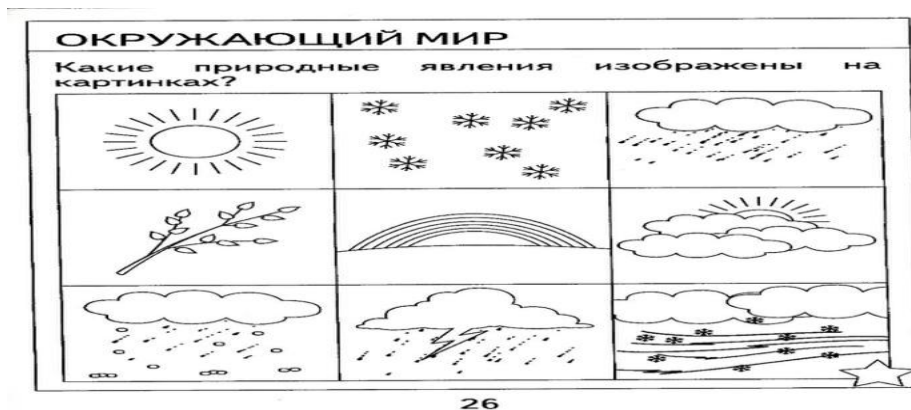 ОКРУЖАЮЩИЙ МИР
Какие природные явления изображены на
картинках?
26